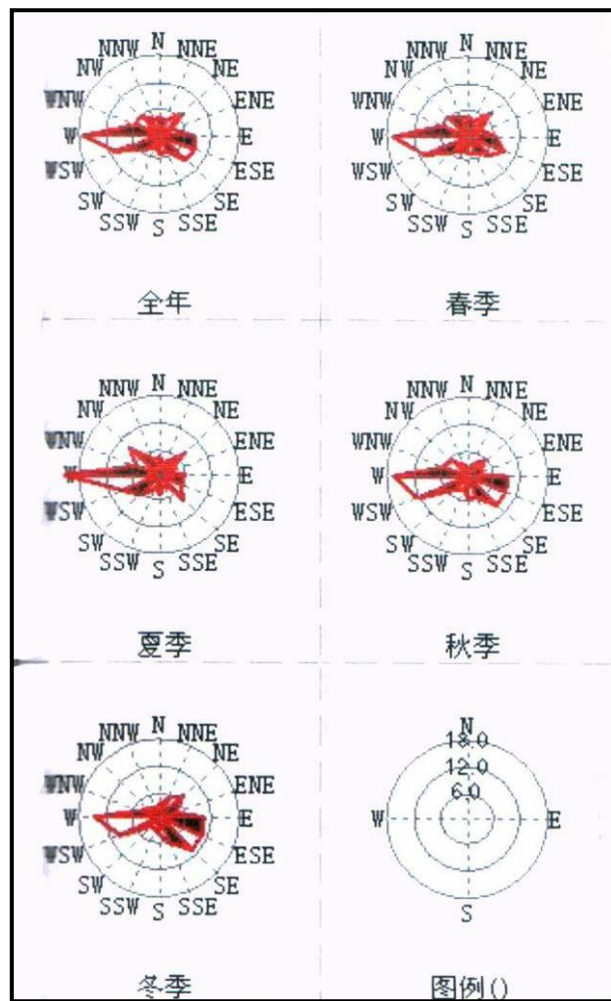 N
NNW NNE
NW NE
WNW ENE
W E
WSW ESE
SW SE
SSW SSE
S
全年
N
NNW NNE
NW NE
WNW ENE
W E
WSW ESE
SW SE
SSW SSE
S
春季
N
NNW NNE
NW NE
WNW ENE
W E
WSW ESE
SW SE
SSW SSE
S
夏季
N
NNW NNE
NW NE
WNW ENE
W E
WSW ESE
SW SE
SSW SSE
S
秋季
N
NNW NNE
NW NE
WNW ENE
W E
WSW ESE
SW SE
SSW SSE
S
冬季
N
18.0
12.0
6.0
W E
S
图例()